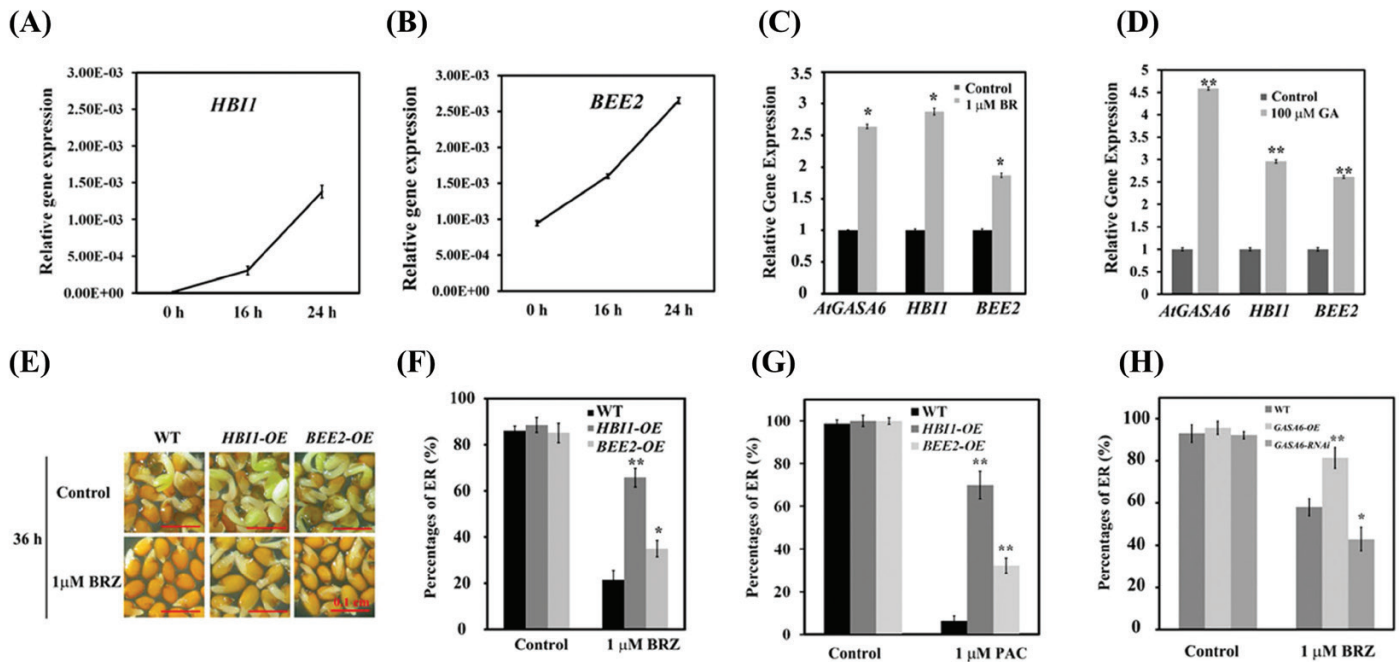 (A)
Relative gene expression
3.00E-03
2.50E-03
2.00E-03
1.50E-03
1.00E-03
5.00E-04
0.00E+00
HBI1
0 h 16 h 24 h
(B)
Relative gene expression
3.00E-03
2.50E-03
2.00E-03
1.50E-03
1.00E-03
5.00E-04
0.00E+00
BEE2
0 h 16 h 24 h
(C)
Relative Gene Expression
3.5
3
2.5
2
1.5
1
0.5
0
Control
1 μM BR
* * *
AtGASA6 HBI1 BEE2
(D)
Relative Gene Expression
5
4.5
4
3.5
3
2.5
2
1.5
1
0.5
0
Control
100 μM GA
** ** **
AtGASA6 HBI1 BEE2
(E)
WT HBI1-OE BEE2-OE
36 h
Control
1μM BRZ
0.1 cm
(F)
Percentages of ER (%)
100
80
60
40
20
0
WT
HBI1-OE
BEE2-OE
** *
Control 1 μM BRZ
(G)
Percentages of ER (%)
100
80
60
40
20
0
WT
HBI1-OE
BEE2-OE
** **
Control 1 μM PAC
(H)
Percentages of ER (%)
100
80
60
40
20
0
WT
GASA6-OE
GASA6-RNAi
** *
Control 1 μM BRZ